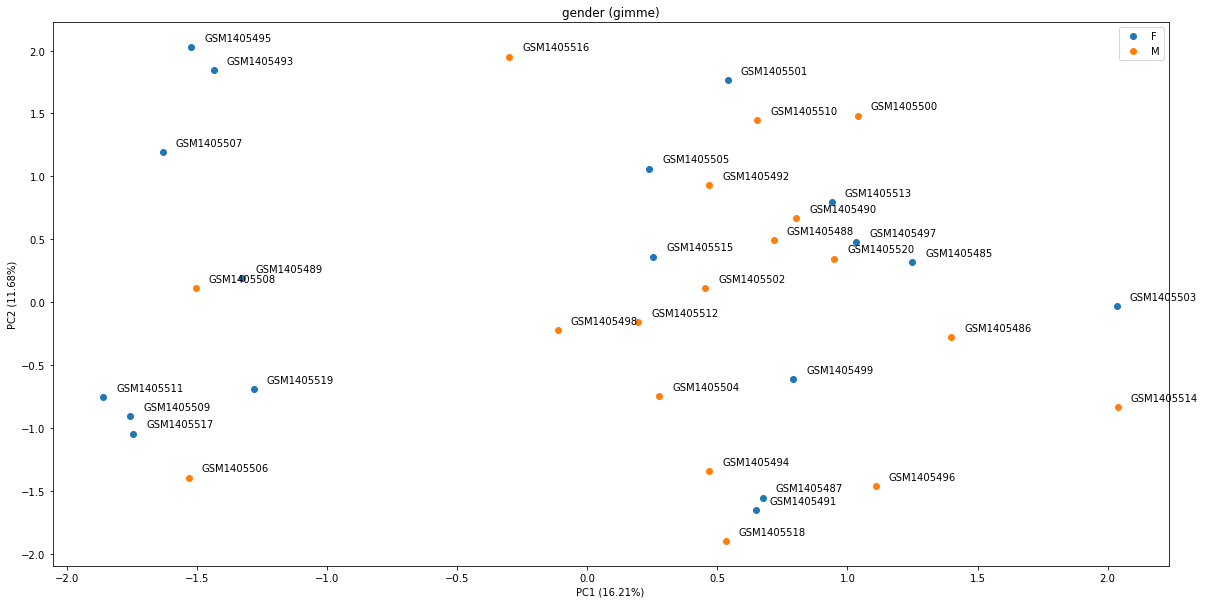 gender (gimme)
F
M
GSM1405495
GSM1405516
GSM1405493
GSM1405501
GSM1405500
GSM1405510
GSM1405507
GSM1405505
GSM1405492
GSM1405513
GSM1405490
GSM1405488
GSM1405497
GSM1405515
GSM1405520
GSM1405485
GSM1405489
GSM1405508
GSM1405502
GSM1405503
GSM1405512
GSM1405498
GSM1405486
GSM1405499
GSM1405519
GSM1405511
GSM1405504
GSM1405514
GSM1405509
GSM1405517
GSM1405494
GSM1405506
GSM1405496
GSM1405487
GSM1405491
GSM1405518
2.0
1.5
1.0
0.5
0.0
−0.5
−1.0
−1.5
−2.0
PC2 (11.68%)
−2.0 −1.5 −1.0 −0.5 0.0 0.5 1.0 1.5 2.0
PC1 (16.21%)